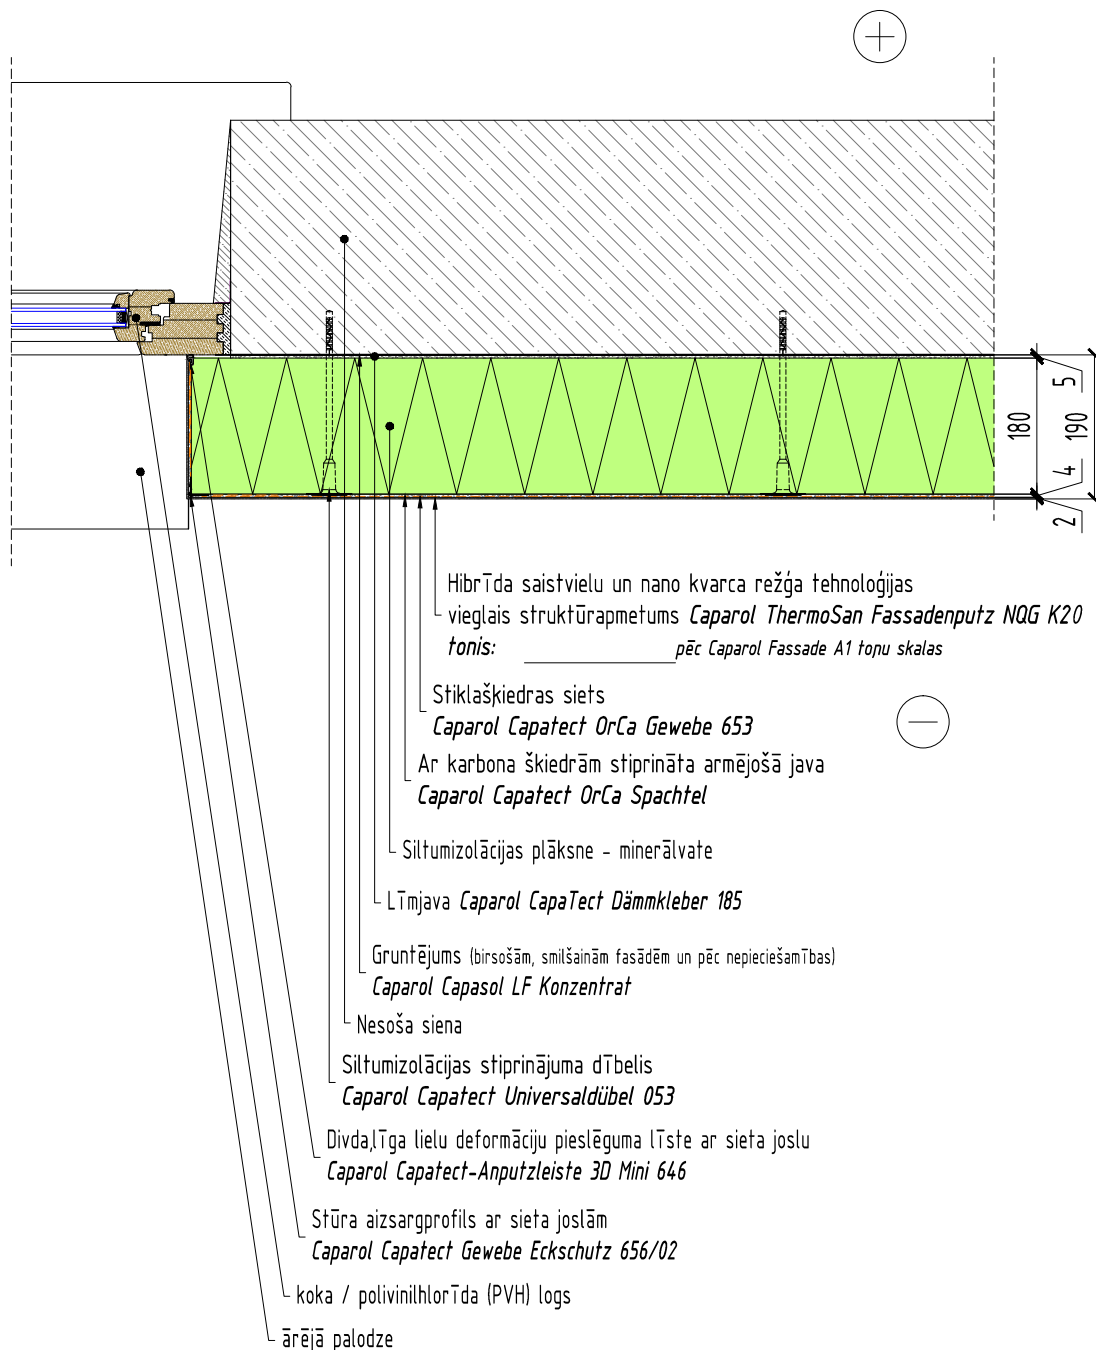 5
180
190
4
2
Hibrīda saistvielu un nano kvarca režģa tehnoloģijas
vieglais struktūrapmetums Caparol ThermoSan Fassadenputz NQG K20
tonis: ____________ pēc Caparol Fassade A1 toņu skalas
Stiklašķiedras siets
Caparol Capatect OrCa Gewebe 653
Ar karbona šķiedrām stiprināta armējošā java
Caparol Capatect OrCa Spachtel
Siltumizolācijas plāksne - minerālvate
Līmjava Caparol CapaTect Dämmkleber 185
Gruntējums (birsošām, smilšainām fasādēm un pēc nepieciešamības)
Caparol Capasol LF Konzentrat
Nesoša siena
Siltumizolācijas stiprinājuma dībelis
Caparol Capatect Universaldübel 053
Divdaļīga lielu deformāciju pieslēguma līste ar sieta joslu
Caparol Capatect-Anputzleiste 3D Mini 646
Stūra aizsargprofils ar sieta joslām
Caparol Capatect Gewebe Eckschutz 656/02
koka / polivinilhlorīda (PVH) logs
ārējā palodze